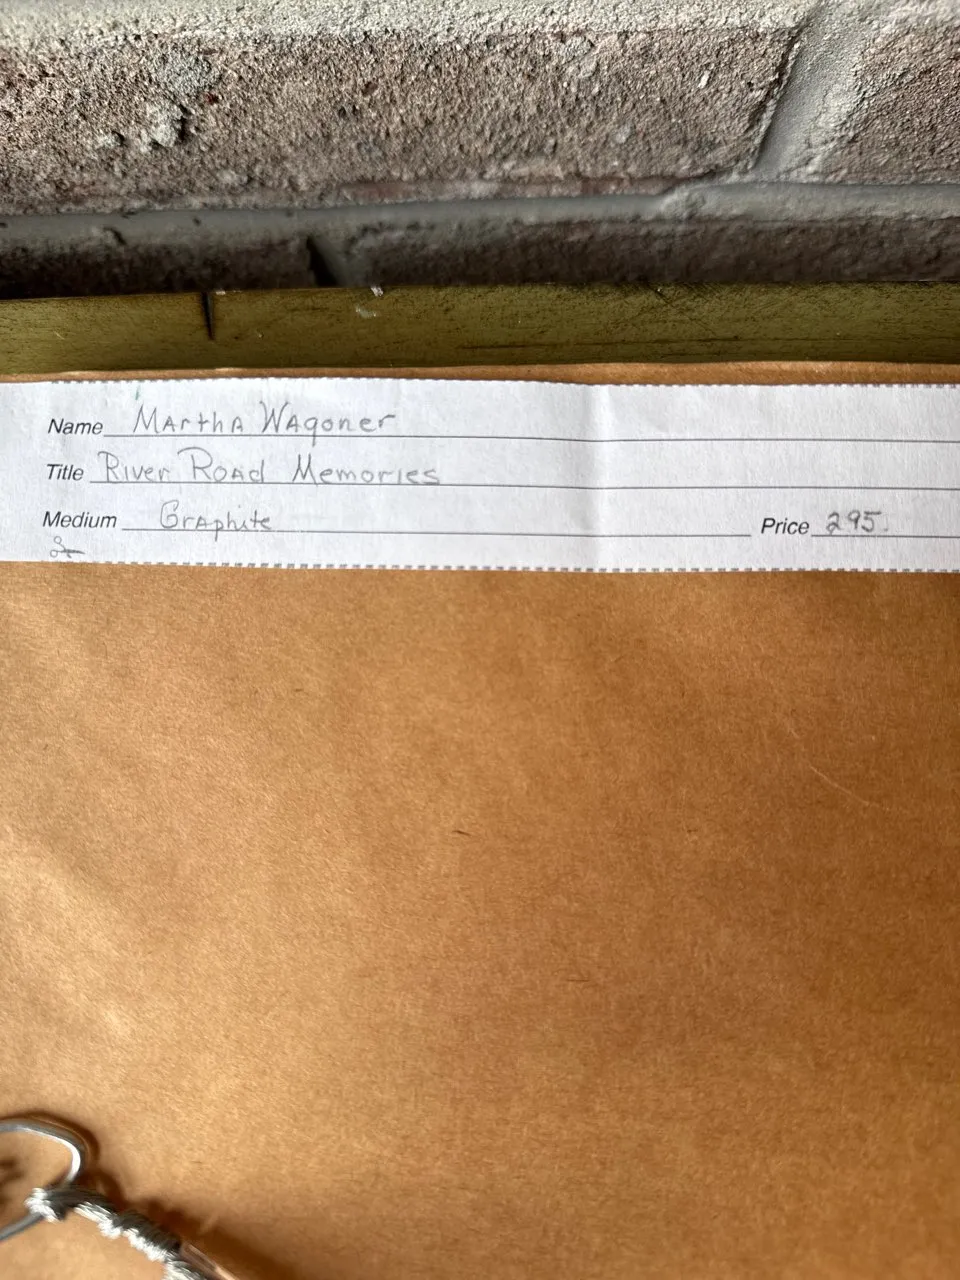 Name Martha Wagoner
Title River Road Memories
Medium Graphite Price 295.